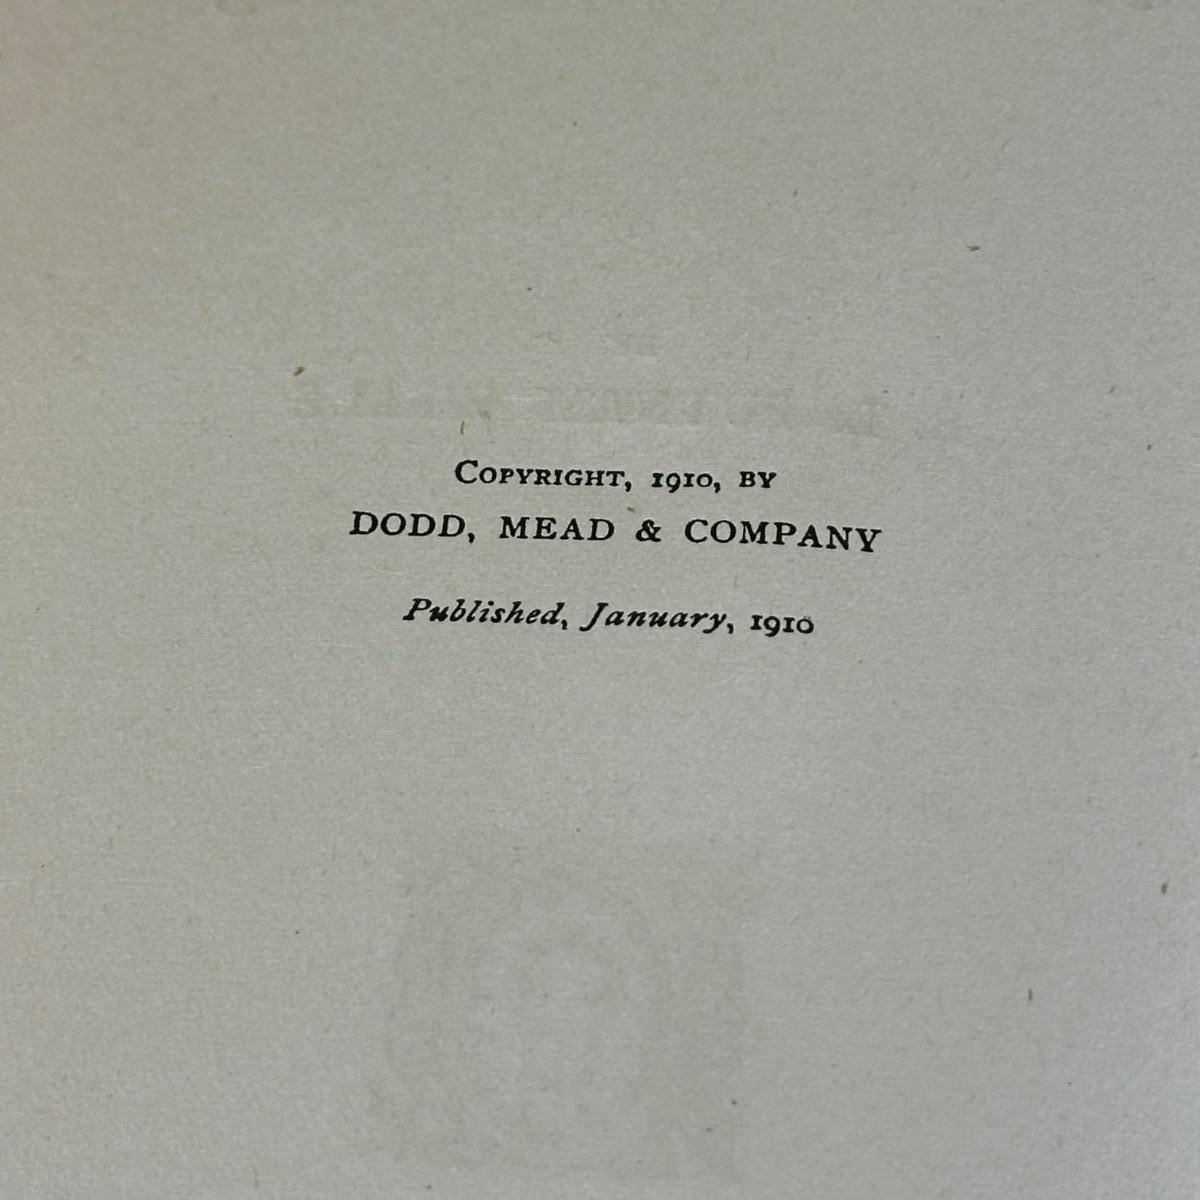 COPYRIGHT, 1910, BY
DODD, MEAD & COMPANY
Published, January, 1910